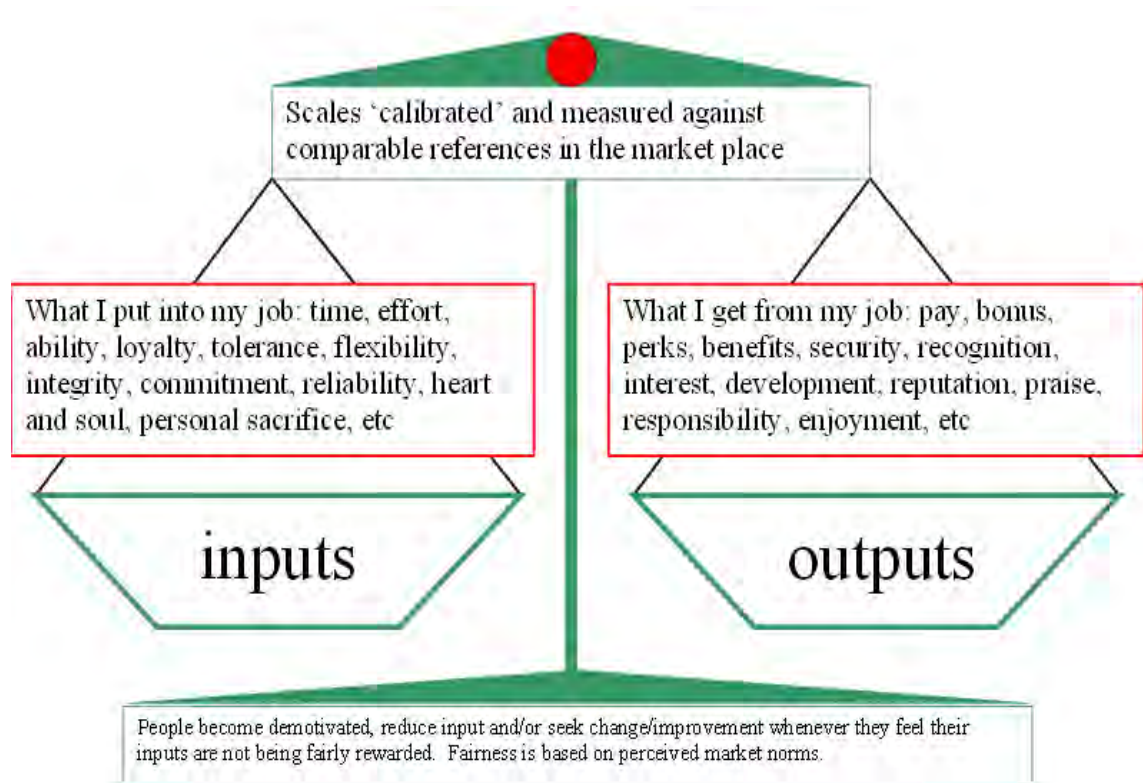 Scales ‘calibrated’ and measured against
comparable references in the market place
What I put into my job: time, effort,
ability, loyalty, tolerance, flexibility,
integrity, commitment, reliability, heart
and soul, personal sacrifice, etc
What I get from my job: pay, bonus,
perks, benefits, security, recognition,
interest, development, reputation, praise,
responsibility, enjoyment, etc
inputs
outputs
People become demotivated, reduce input and/or seek change/improvement whenever they feel their
inputs are not being fairly rewarded.  Fairness is based on perceived market norms.